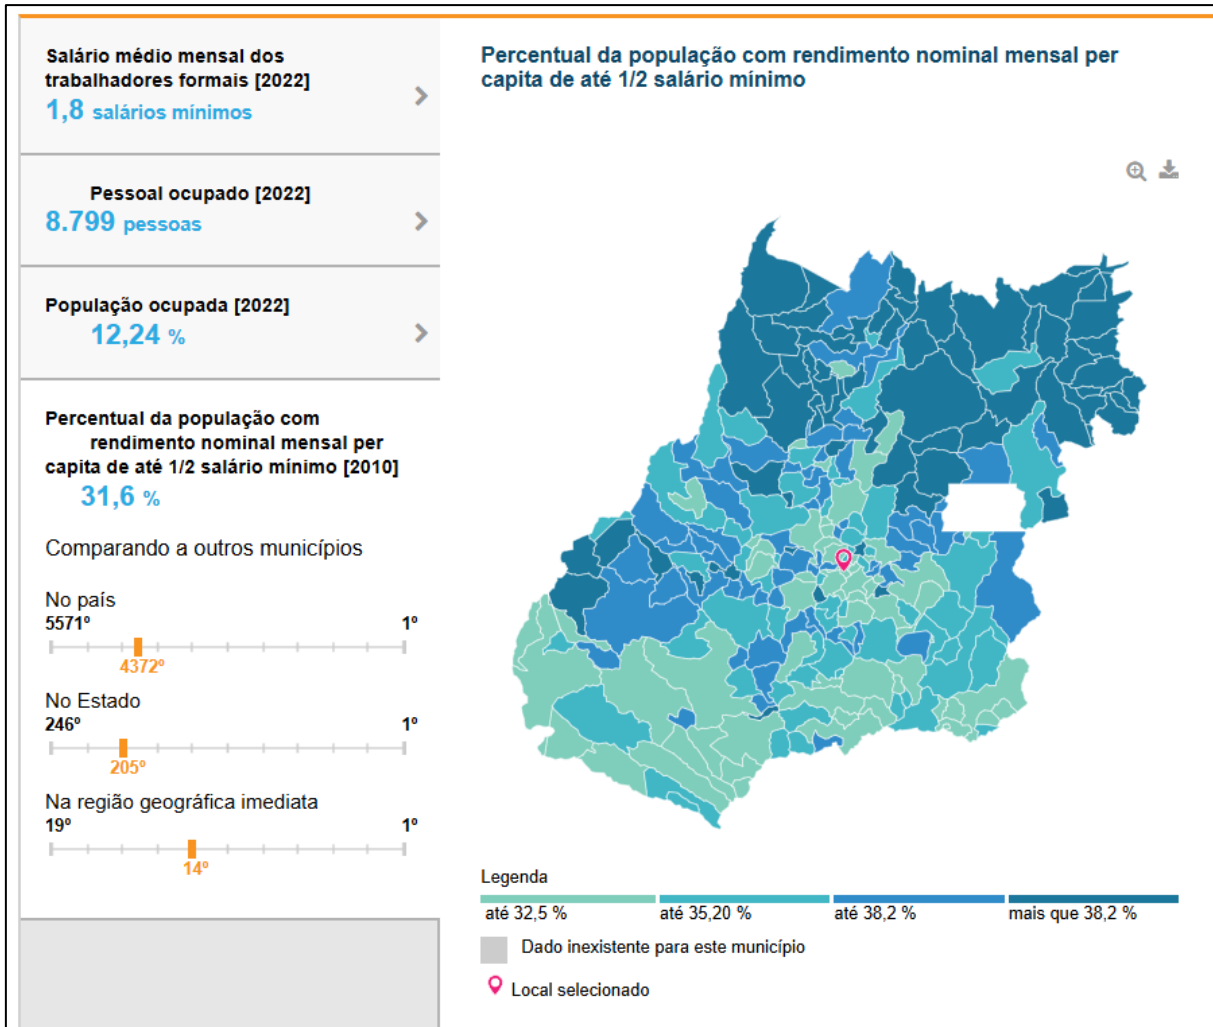 Salário médio mensal dos
trabalhadores formais [2022]
1,8 salários mínimos
Pessoal ocupado [2022]
8.799 pessoas
População ocupada [2022]
12,24 %
Percentual da população com
rendimento nominal mensal per
capita de até 1/2 salário mínimo [2010]
31,6 %
Comparando a outros municípios
No país
5571º 1º
4372º
No Estado
246º 1º
205º
Na região geográfica imediata
19º 1º
14º
Percentual da população com rendimento nominal mensal per
capita de até 1/2 salário mínimo
Legenda
até 32,5 % até 35,20 % até 38,2 % mais que 38,2 %
Dado inexistente para este município
Local selecionado